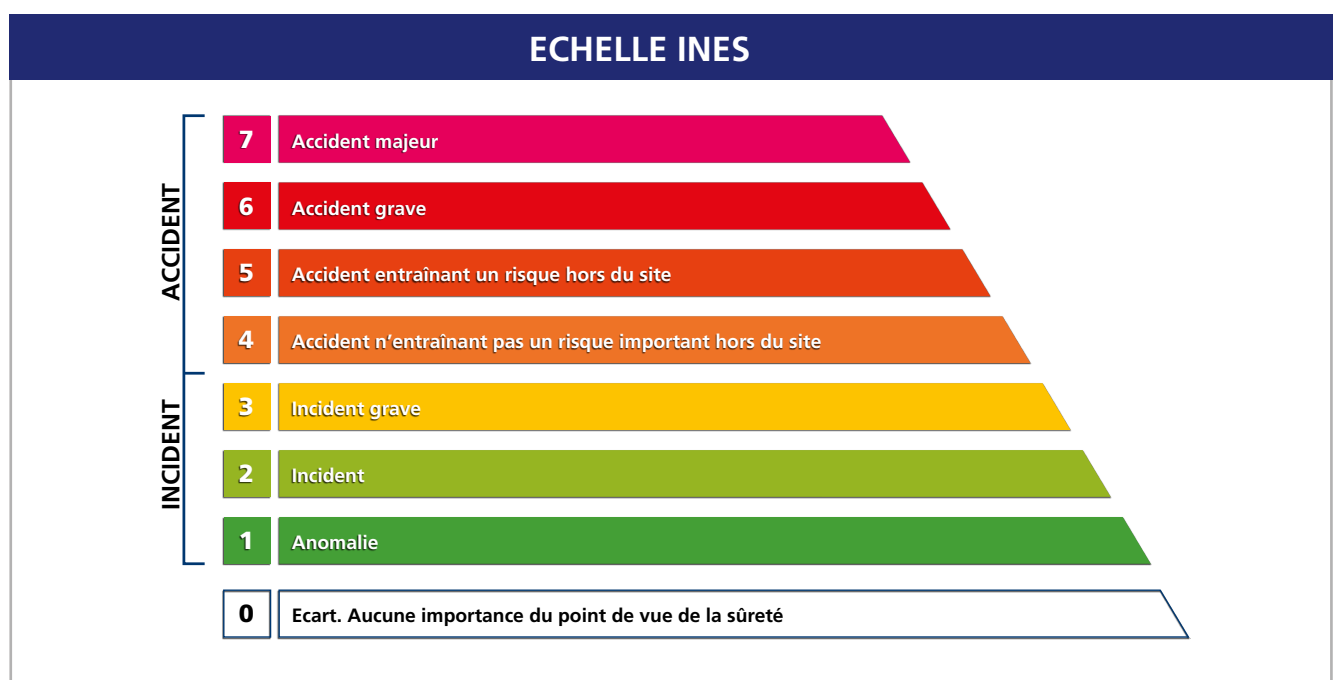 ECHELLE INES
ACCIDENT
7 Accident majeur
6 Accident grave
5 Accident entraînant un risque hors du site
4 Accident n’entraînant pas un risque important hors du site
INCIDENT
3 Incident grave
2 Incident
1 Anomalie
0 Ecart. Aucune importance du point de vue de la sûreté